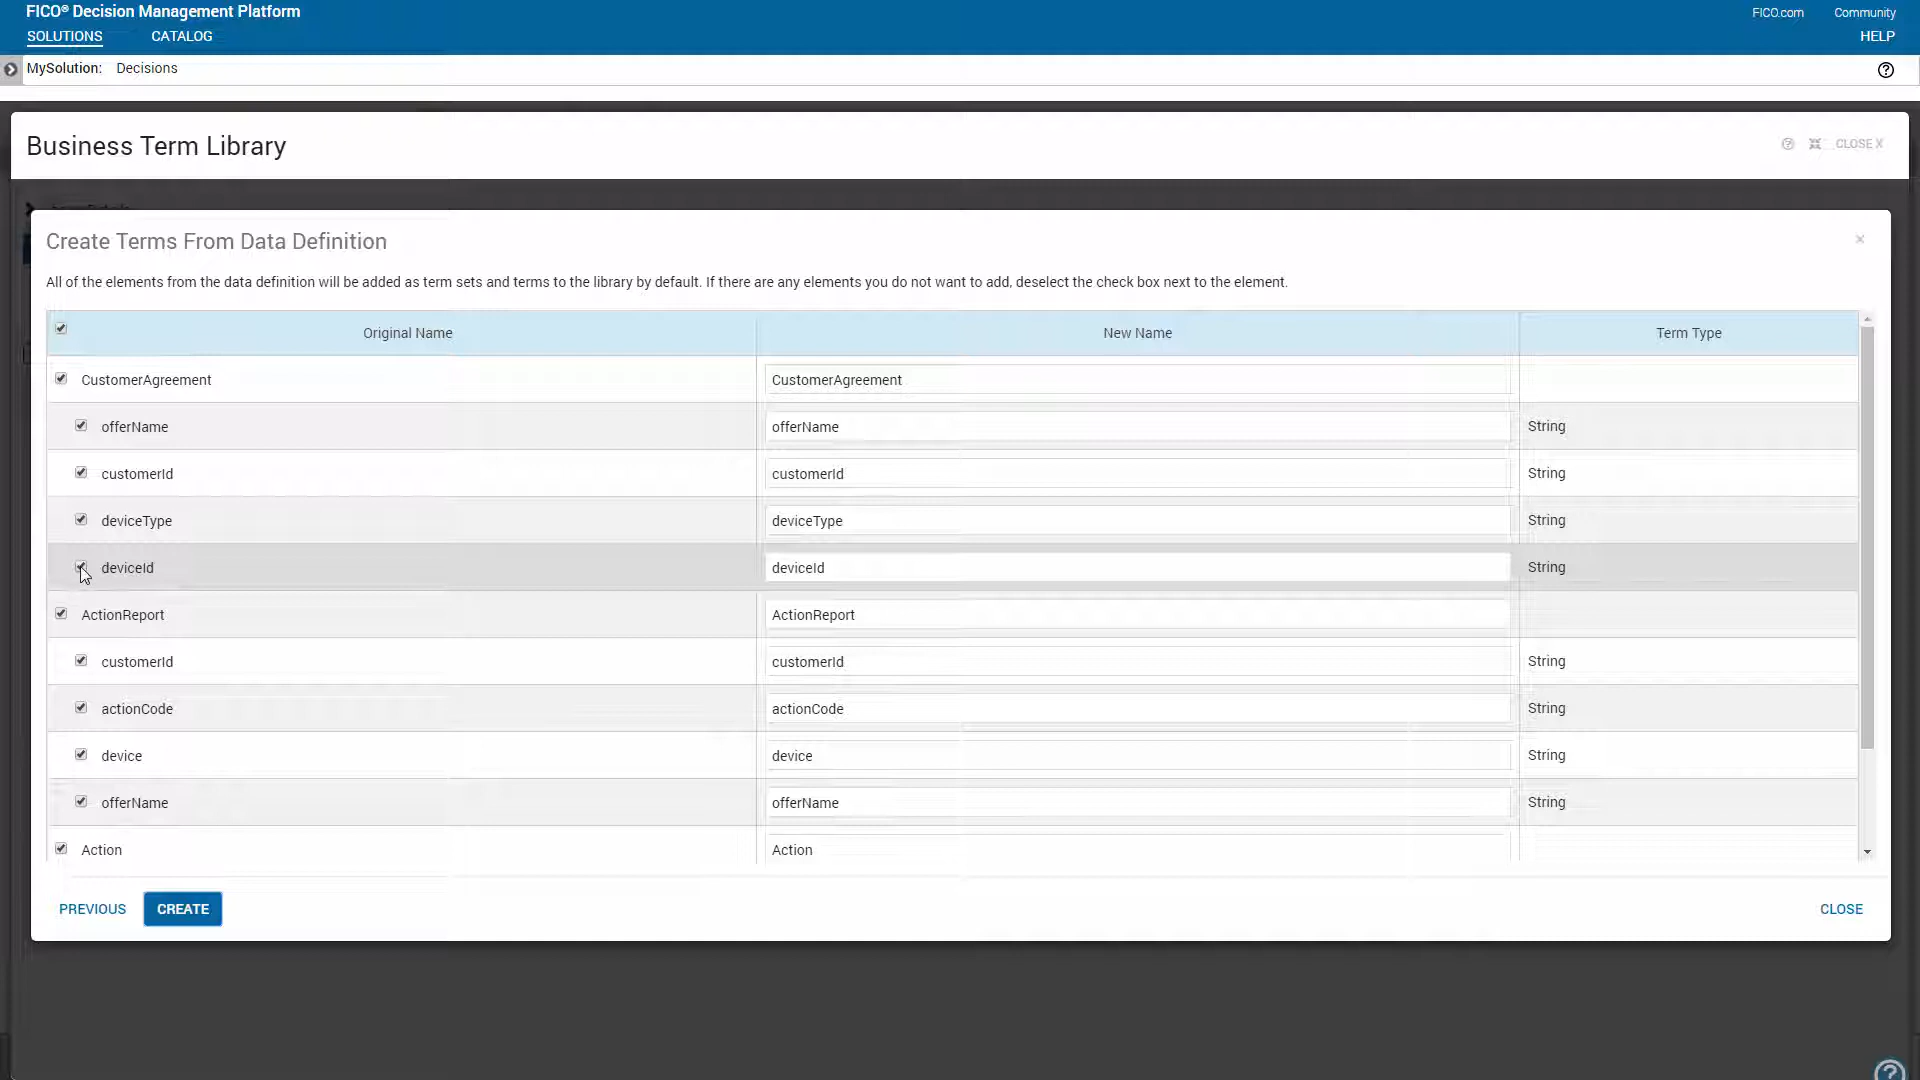 FICO® Decision Management Platform
FICO.com Community
SOLUTIONS CATALOG
HELP
MySolution: Decisions
Business Term Library
CLOSE X
Create Terms From Data Definition
All of the elements from the data definition will be added as term sets and terms to the library by default. If there are any elements you do not want to add, deselect the check box next to the element.
Original Name New Name Term Type
CustomerAgreement CustomerAgreement
offerName offerName String
customerId customerId String
deviceType deviceType String
deviceId deviceId String
ActionReport ActionReport
customerId customerId String
actionCode actionCode String
device device String
offerName offerName String
Action Action
PREVIOUS CREATE CLOSE